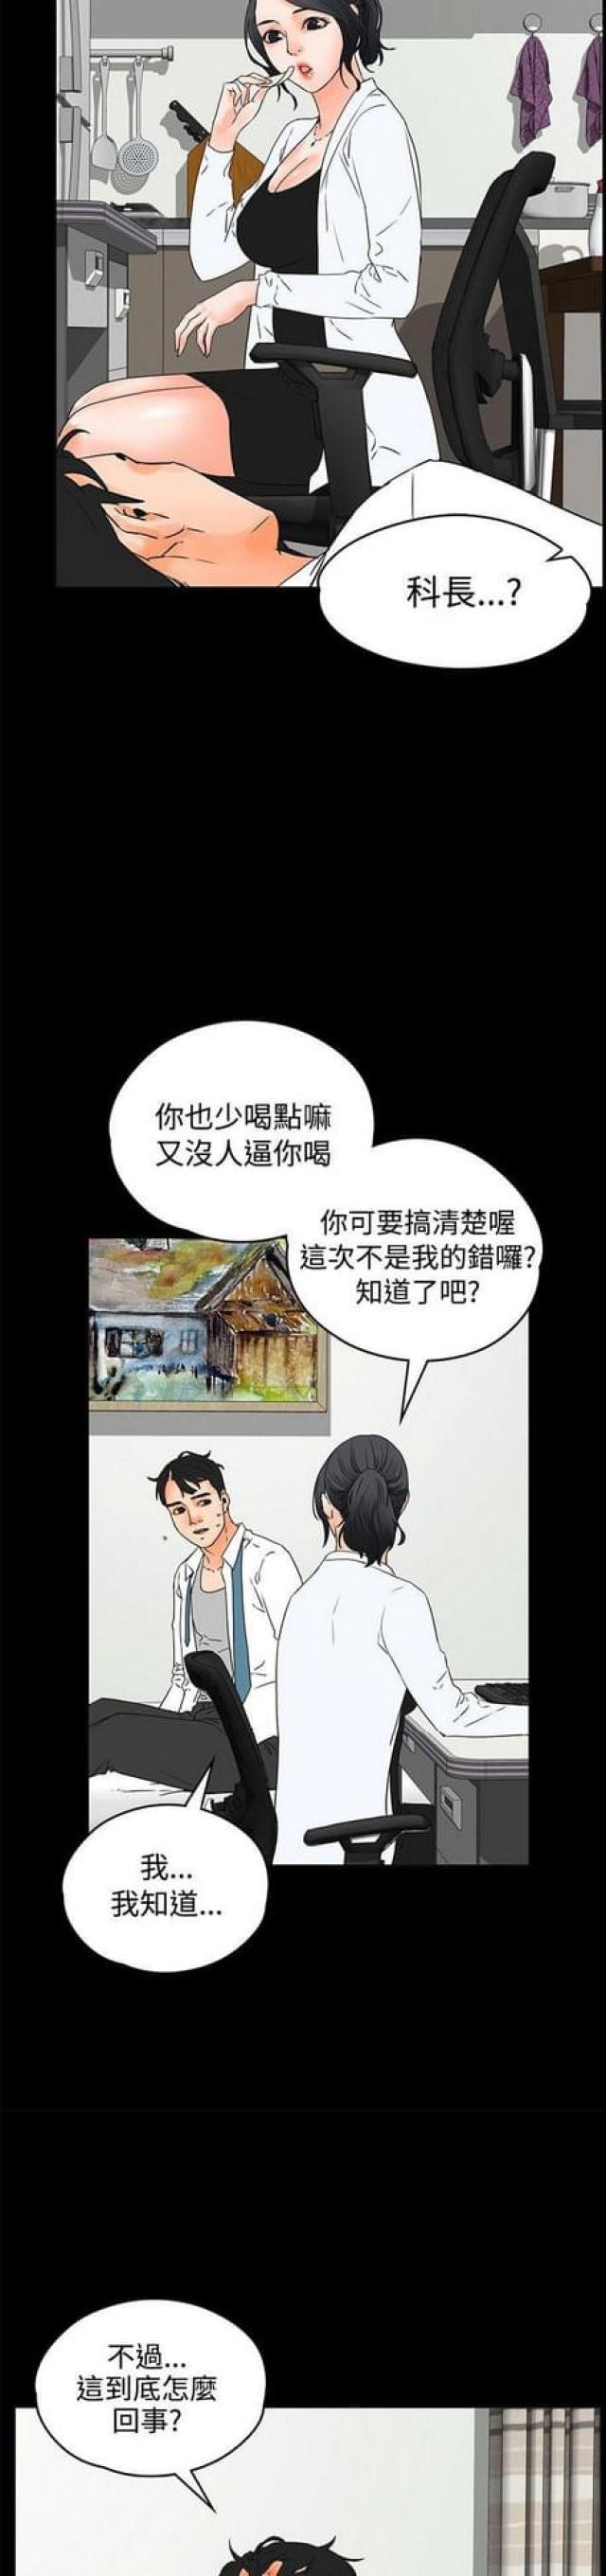 科長...?
你也少喝點嘛
又沒人逼你喝
你可要搞清楚喔
這次不是我的錯囉?
知道了吧?
我...
我知道...
不過...
這到底怎麼
回事?